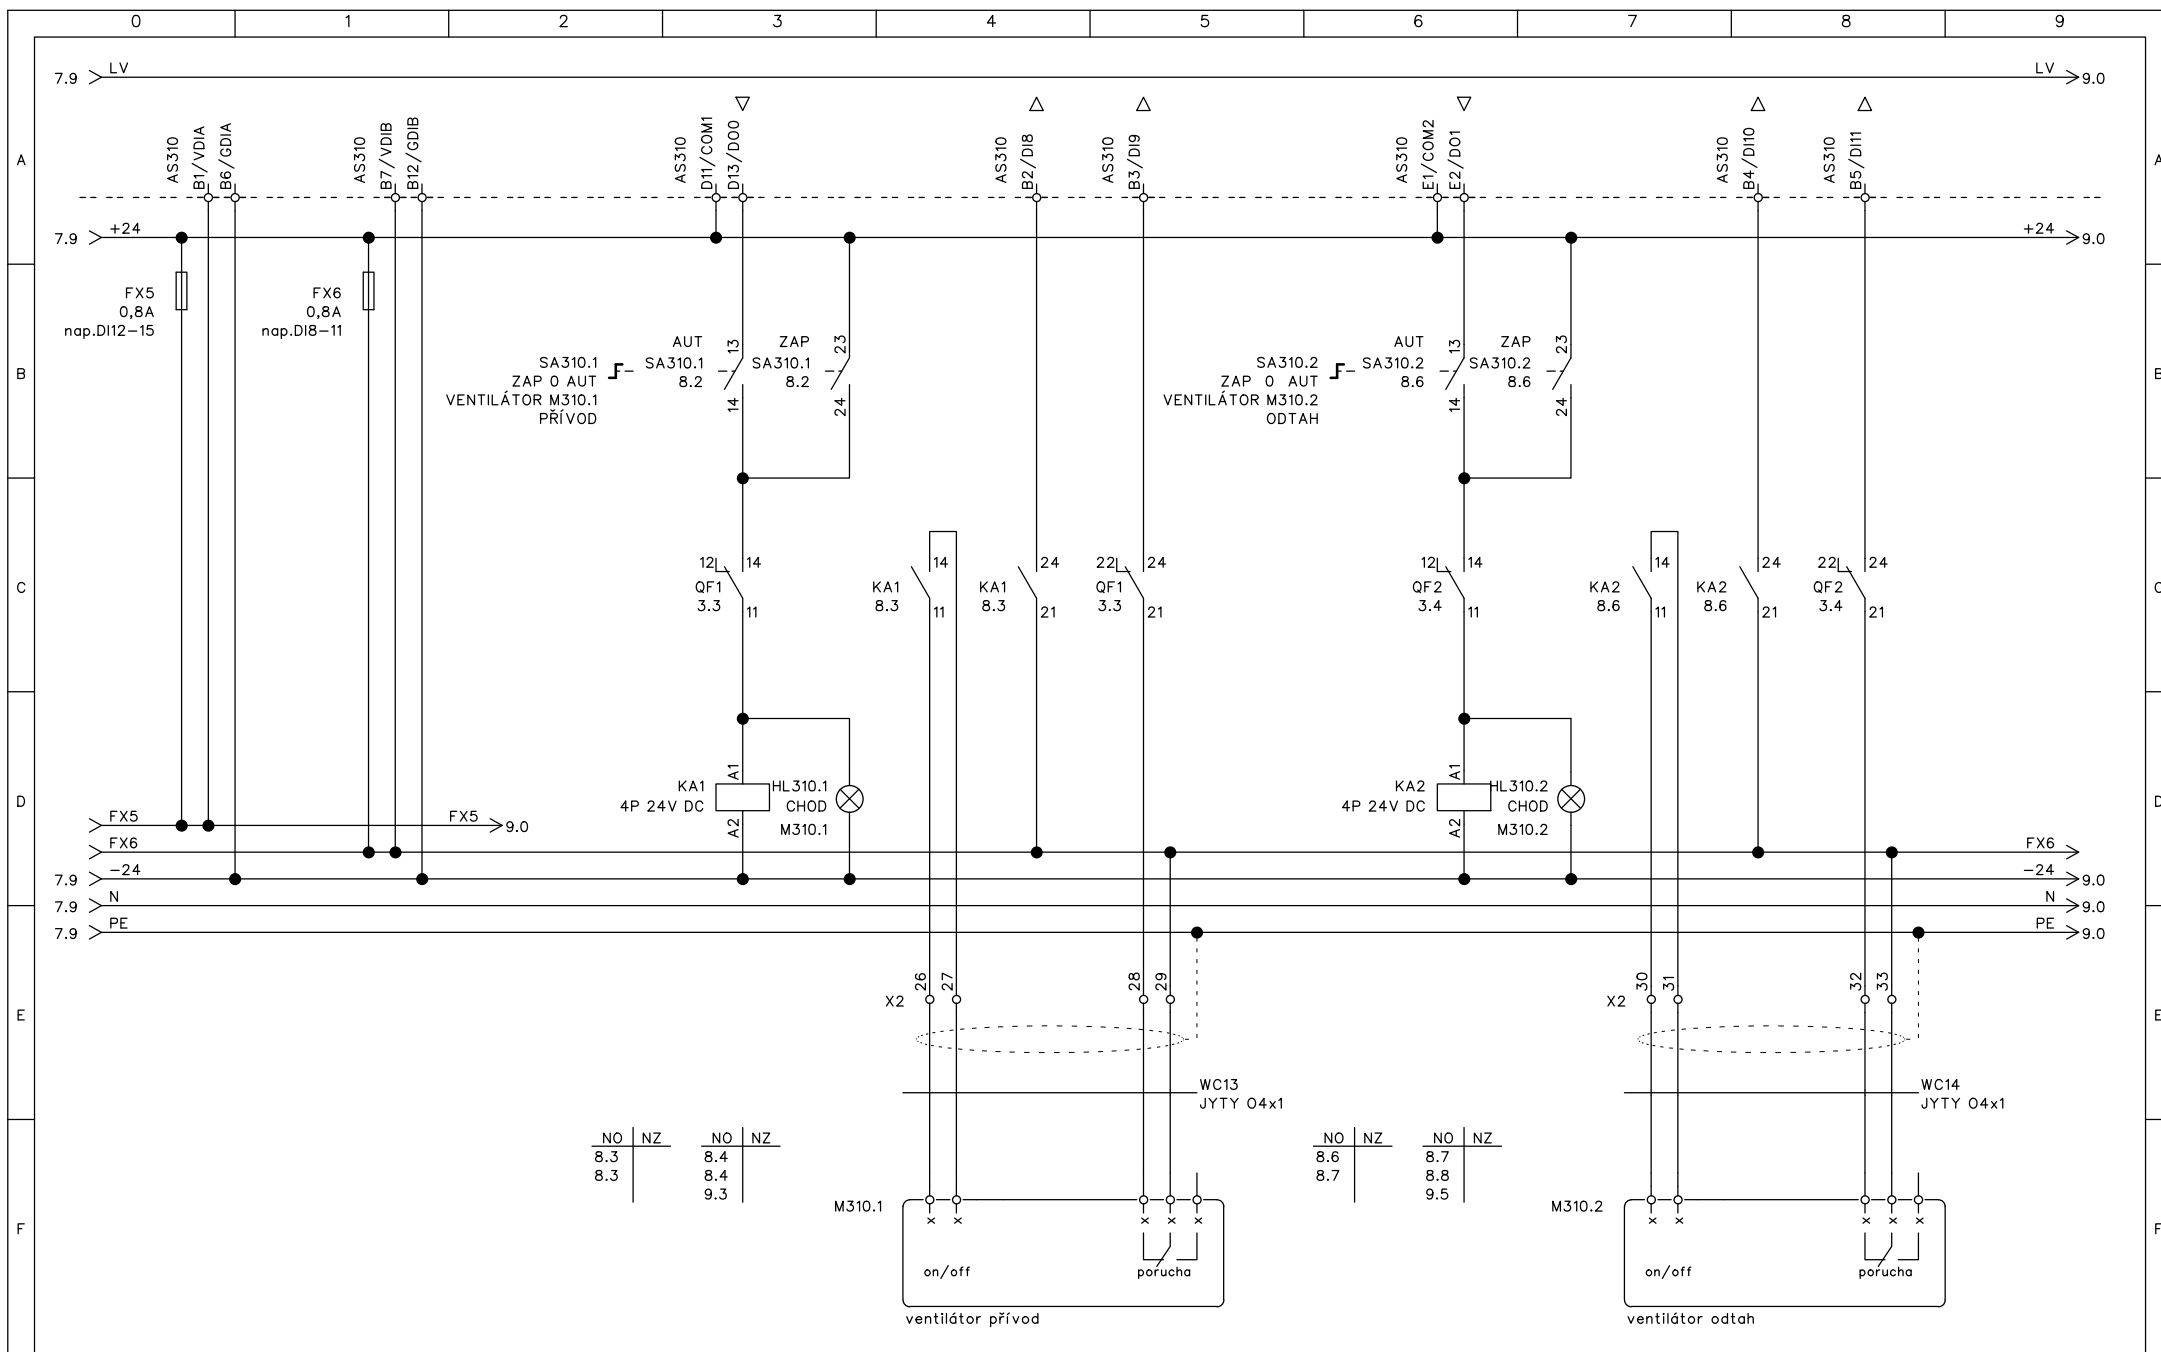 0 1 2 3 4 5 6 7 8 9
LV LV
7.9 9.0
A A
AS310
B1/VDIA
B6/GDIA
AS310
B7/VDIB
B12/GDIB
AS310
D11/COM1
D13/DO0
AS310
B2/DI8
AS310
B3/DI9
AS310
E1/COM2
E2/DO1
AS310
B4/DI10
AS310
B5/DI11
+24 +24
7.9 9.0
FX5
0,8A
nap.DI12-15
FX6
0,8A
nap.DI8-11
B B
SA310.1
ZAP 0 AUT
VENTILÁTOR M310.1
PŘÍVOD
AUT
SA310.1
8.2
13
14
ZAP
SA310.1
8.2
23
24
SA310.2
ZAP 0 AUT
VENTILÁTOR M310.2
ODTAH
AUT
SA310.2
8.6
13
14
ZAP
SA310.2
8.6
23
24
C C
12 14
QF1
3.3
11
14
KA1
8.3
11
24
KA1
8.3
21
22 24
QF1
3.3
21
12 14
QF2
3.4
11
14
KA2
8.6
11
24
KA2
8.6
21
22 24
QF2
3.4
21
D D
KA1
4P 24V DC
A1
A2
HL310.1
CHOD
M310.1
KA2
4P 24V DC
A1
A2
HL310.2
CHOD
M310.2
FX5 FX5
9.0
FX6 FX6
-24 -24
7.9 9.0
N N
7.9 9.0
PE PE
7.9 9.0
E E
X2
26
27
28
29
X2
30
31
32
33
WC13
JYTY O4x1
WC14
JYTY O4x1
F F
NO NZ
8.3
8.3
NO NZ
8.4
8.4
9.3
NO NZ
8.6
8.7
NO NZ
8.7
8.8
9.5
M310.1
x x x x x
on/off porucha
ventilátor přívod
M310.2
x x x x x
on/off porucha
ventilátor odtah